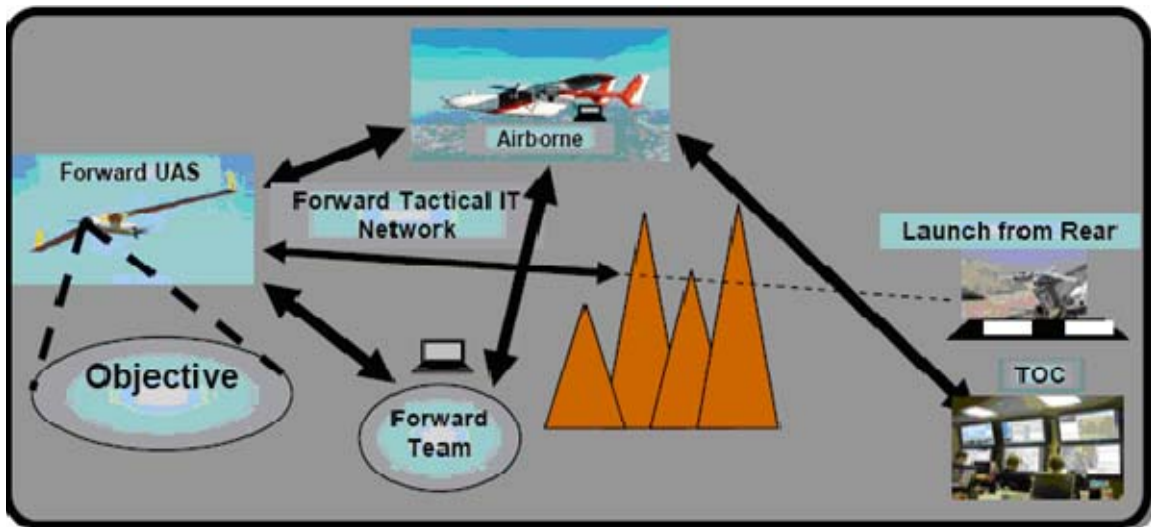 Airborne
Forward UAS
Forward Tactical IT
Network
Launch from Rear
Objective
TOC
Forward
Team